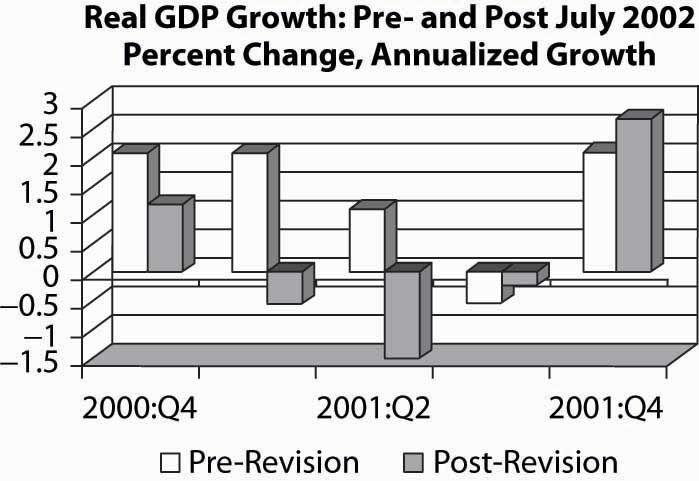 Real GDP Growth: Pre- and Post July 2002
Percent Change, Annualized Growth
3
2.5
2
1.5
1
0.5
0
−0.5
−1
−1.5
2000:Q4 2001:Q2 2001:Q4
Pre-Revision Post-Revision